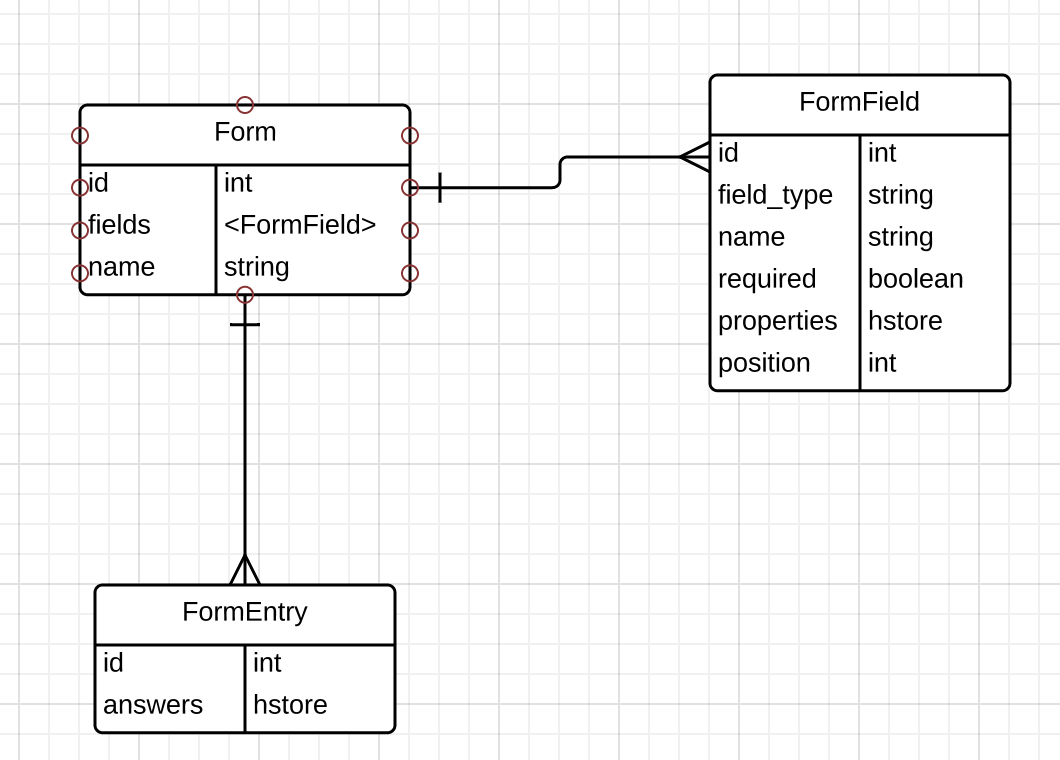 Form
id int
fields <FormField>
name string
FormField
id int
field_type string
name string
required boolean
properties hstore
position int
FormEntry
id int
answers hstore